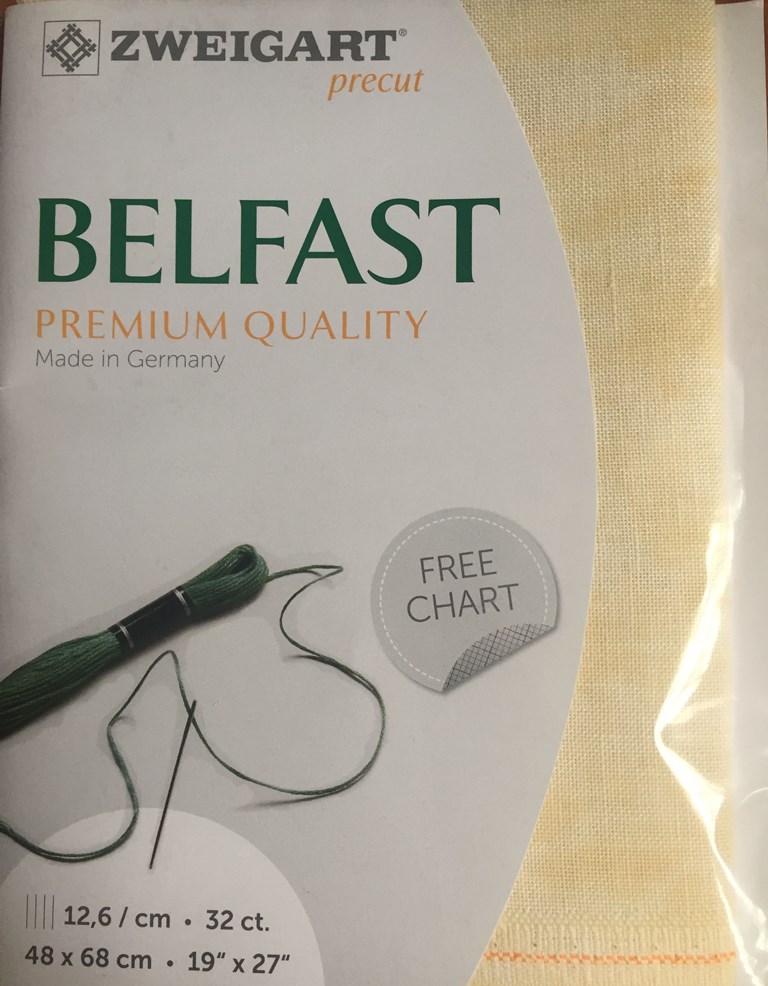 ZWEIGART®
precut
BELFAST
PREMIUM QUALITY
Made in Germany
FREE
CHART
12,6 / cm • 32 ct.
48 x 68 cm • 19“ x 27“